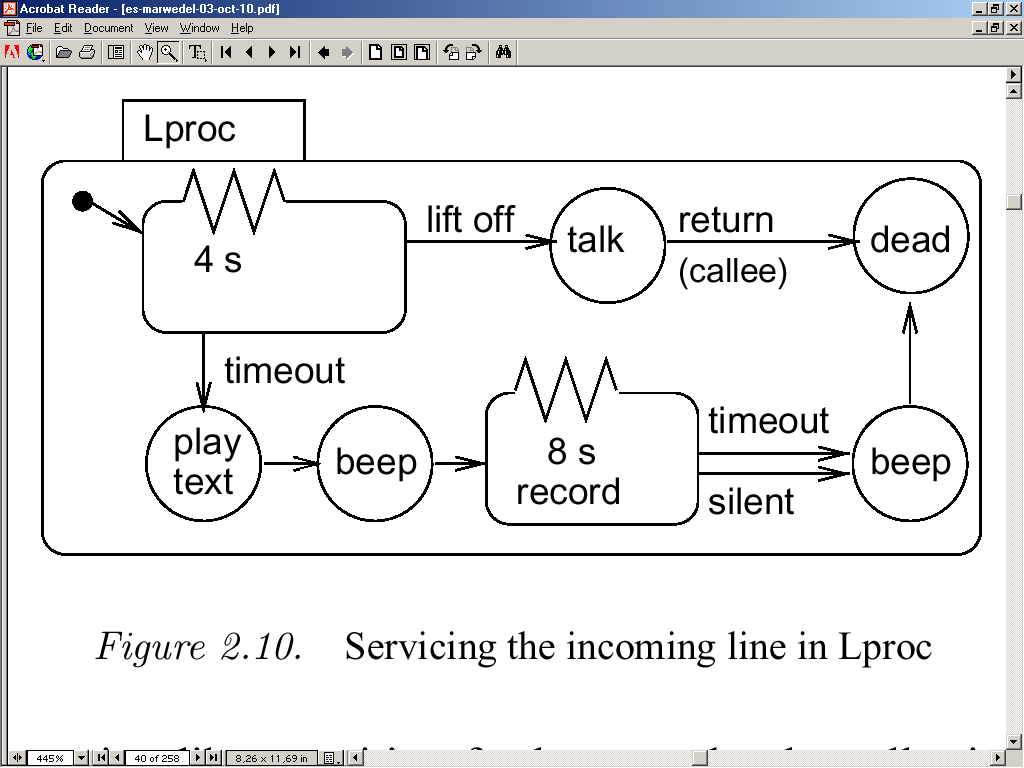 Acrobat Reader - [es-marwedel-03-oct-10.pdf]
File Edit Document View Window Help
Lproc
4 s
lift off
talk
return
(callee)
dead
timeout
play
text
beep
8 s
record
timeout
silent
beep
Figure 2.10. Servicing the incoming line in Lproc
445% 40 of 258 8,26 x 11,69 in